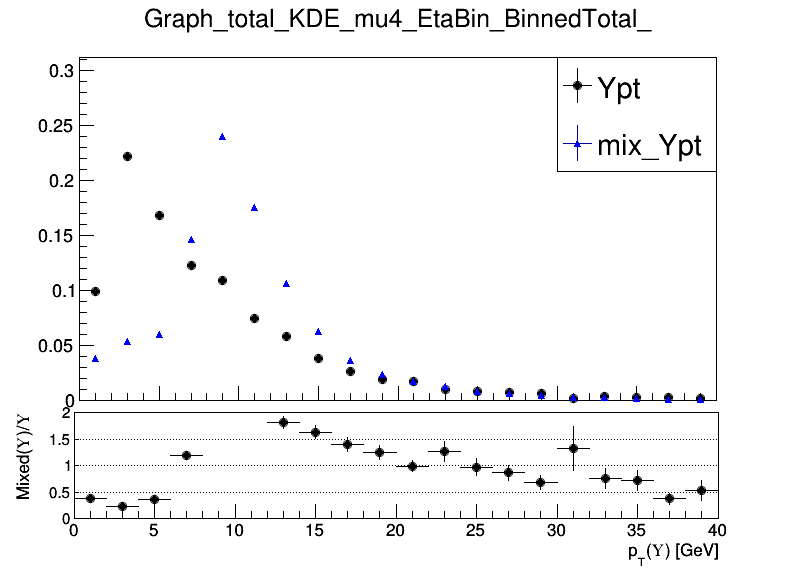 Graph_total_KDE_mu4_EtaBin_BinnedTotal_
0.3
0.25
0.2
0.15
0.1
0.05
0
Ypt
mix_Ypt
Mixed(Y)/Y
2
1.5
1
0.5
0
0 5 10 15 20 25 30 35 40
p_T(Y) [GeV]